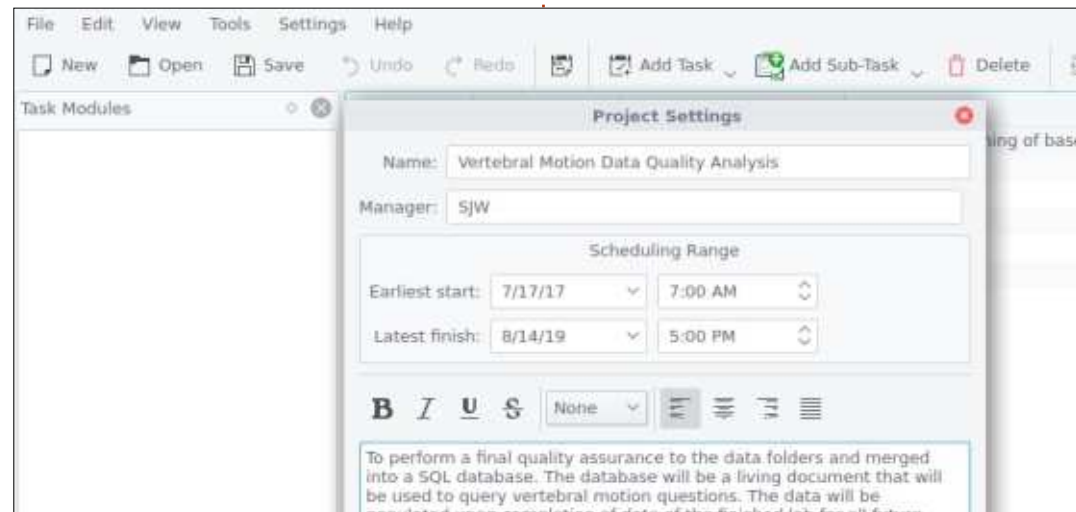 File Edit View Tools Settings Help
New Open Save Undo Redo Add Task Add Sub-Task Delete
Task Modules
Project Settings
ing of base
Name: Vertebral Motion Data Quality Analysis
Manager: SJW
Scheduling Range
Earliest start: 7/17/17 7:00 AM
Latest finish: 8/14/19 5:00 PM
B I U S None
To perform a final quality assurance to the data folders and merged
into a SQL database. The database will be a living document that will
be used to query vertebral motion questions. The data will be